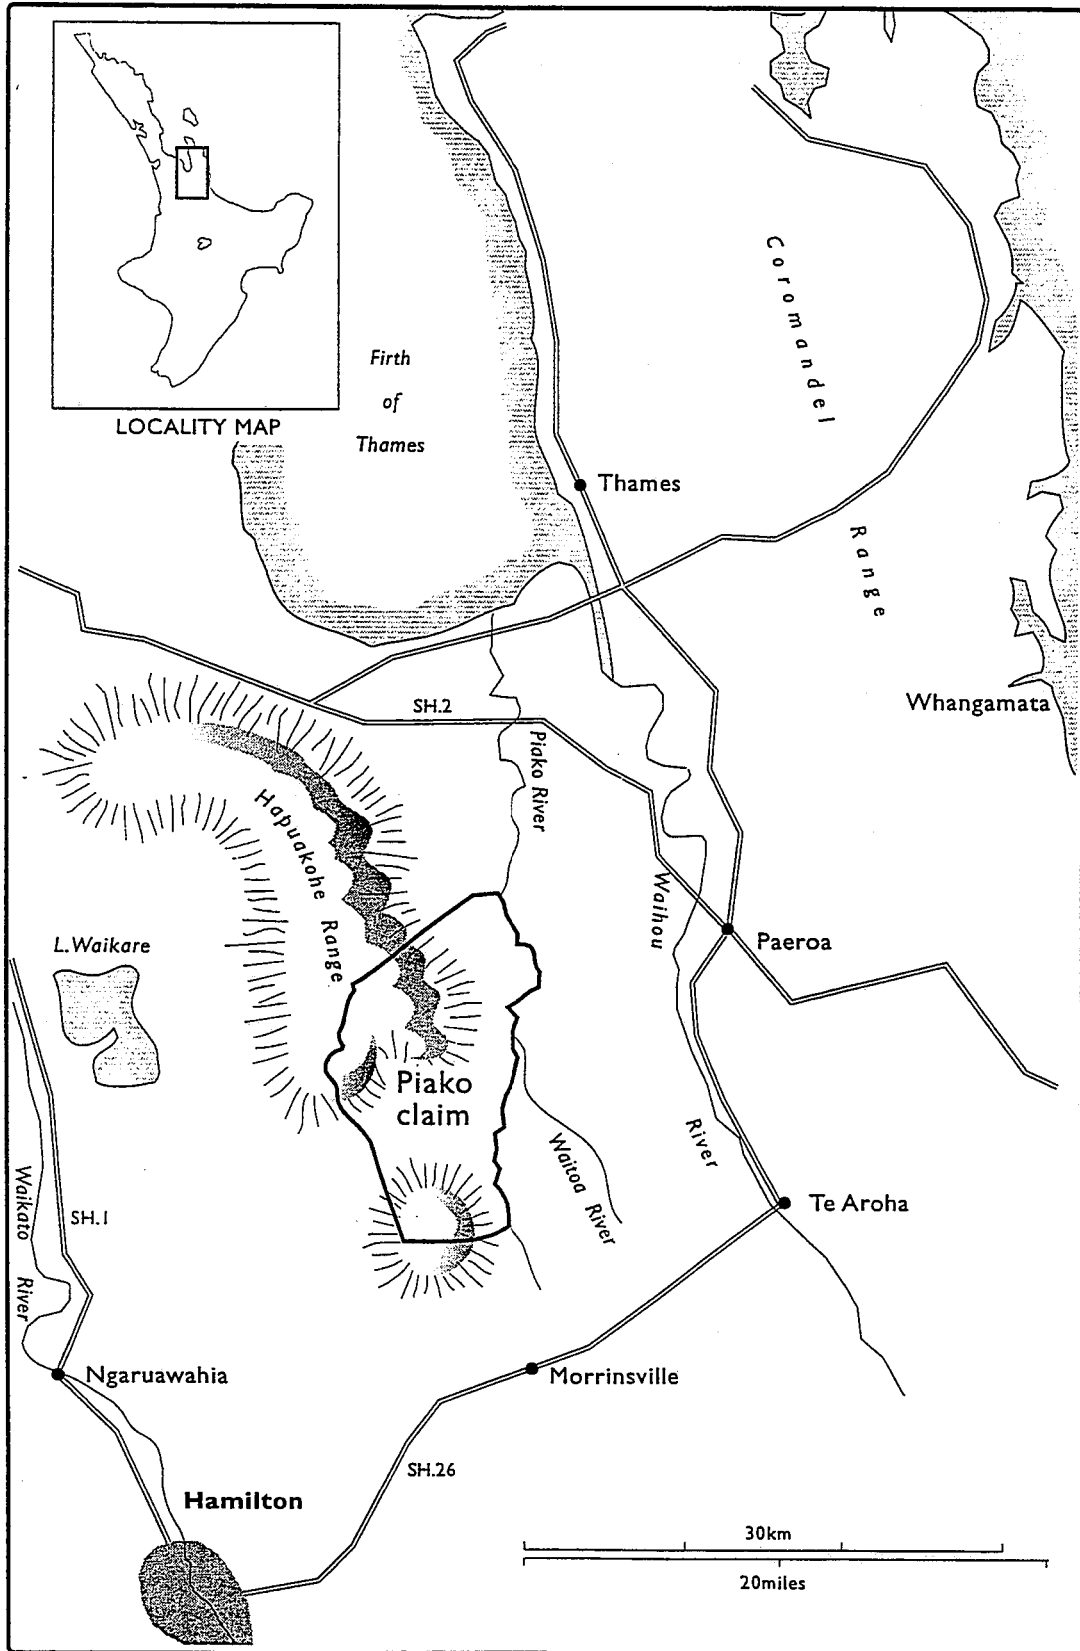 LOCALITY MAP
Firth
of
Thames
Coromandel
Range
Thames
Whangamata
SH.2
Piako River
Hapuakohe Range
Waihou
River
Paeroa
L.Waikare
Piako
claim
Waitoa River
Te Aroha
Waikato
River
SH.1
Ngaruawahia
Morrinsville
SH.26
Hamilton
30km
20miles